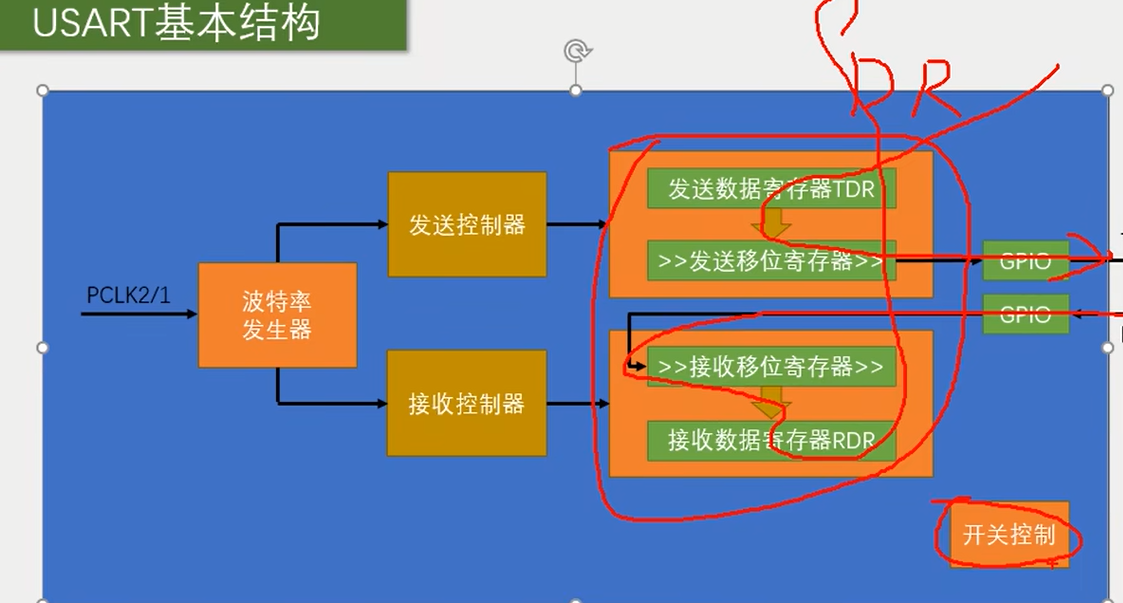 USART基本结构
DR
发送数据寄存器TDR
发送控制器
>>发送移位寄存器>>
GPIO
PCLK2/1
波特率
发生器
GPIO
>>接收移位寄存器>>
接收控制器
接收数据寄存器RDR
开关控制